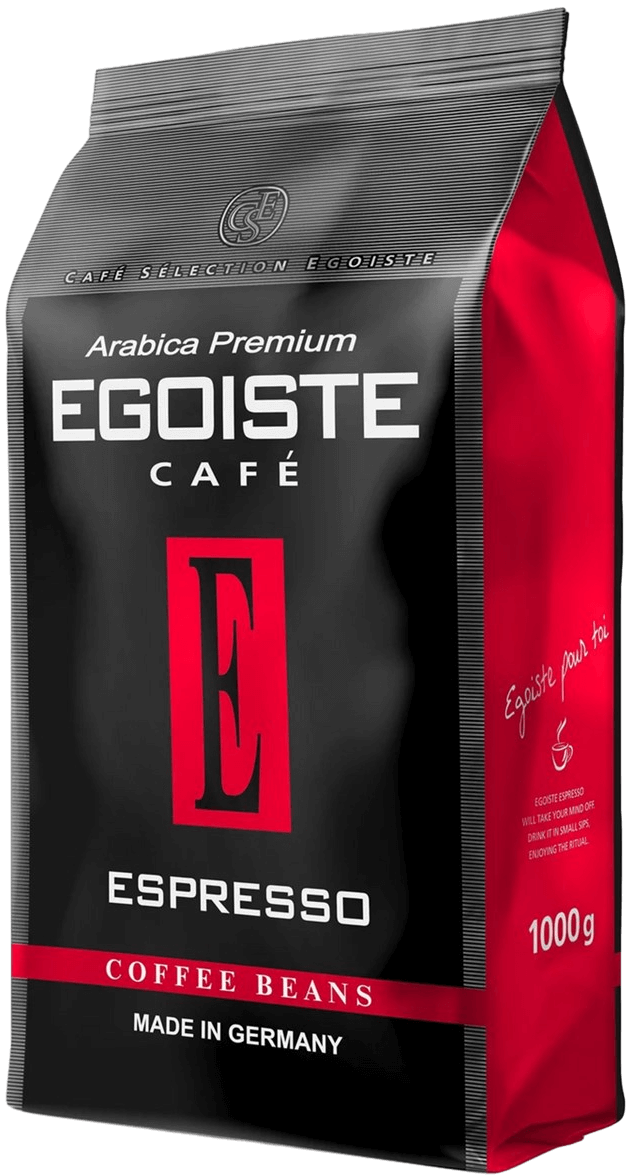 CSE
CAFÉ SÉLECTION EGOISTE
Arabica Premium
EGOISTE
CAFÉ
E
ESPRESSO
COFFEE BEANS
MADE IN GERMANY
Egoiste pour toi
EGOISTE ESPRESSO
WILL TAKE YOUR MIND OFF.
DRINK IT IN SMALL SIPS,
ENJOYING THE RITUAL.
1000g